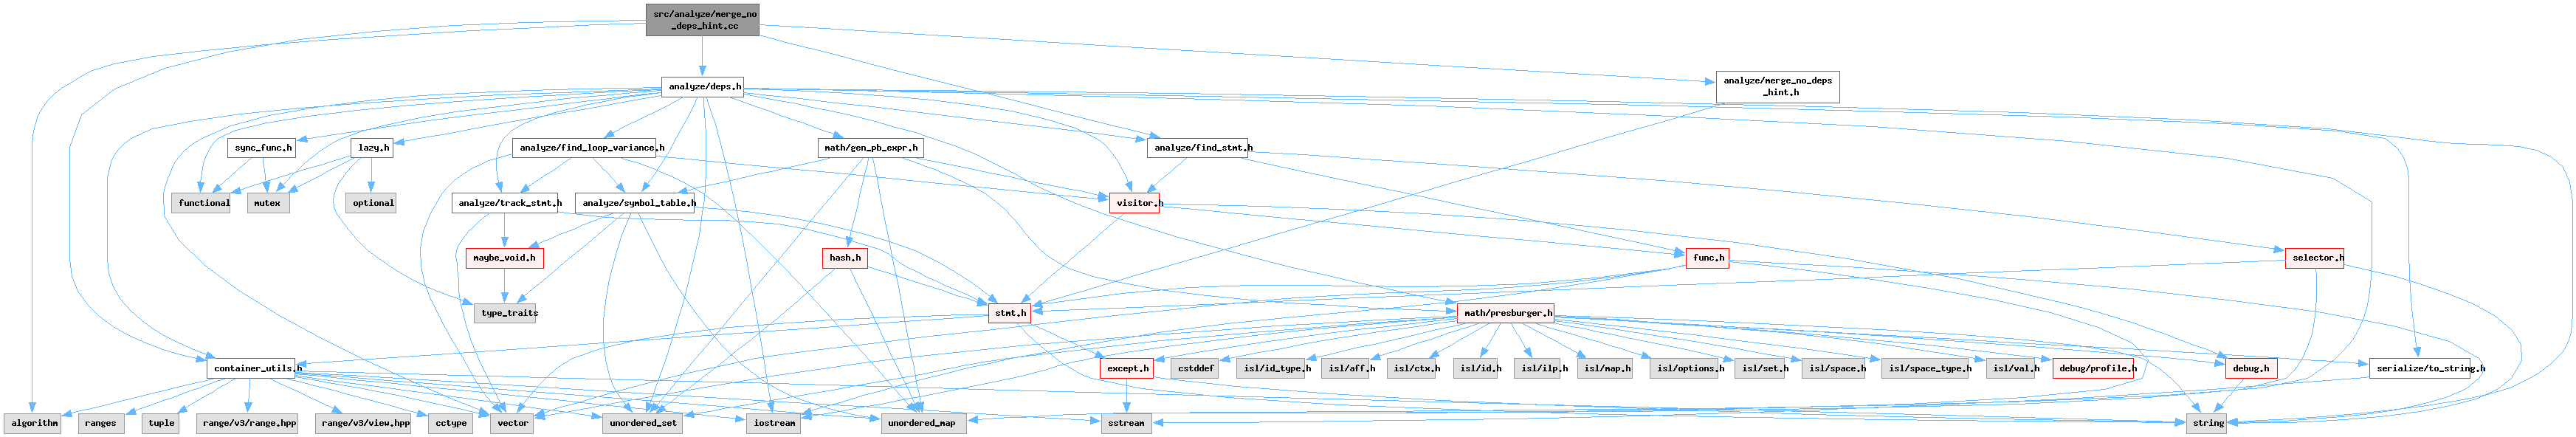 src/analyze/merge_no
_deps_hint.cc
analyze/deps.h
analyze/merge_no_deps
_hint.h
sync_func.h
lazy.h
analyze/find_loop_variance.h
math/gen_pb_expr.h
analyze/find_stmt.h
functional
mutex
optional
analyze/track_stmt.h
analyze/symbol_table.h
visitor.h
maybe_void.h
hash.h
func.h
selector.h
type_traits
stmt.h
math/presburger.h
container_utils.h
except.h
cstddef
isl/id_type.h
isl/aff.h
isl/ctx.h
isl/id.h
isl/ilp.h
isl/map.h
isl/options.h
isl/set.h
isl/space.h
isl/space_type.h
isl/val.h
debug/profile.h
debug.h
serialize/to_string.h
algorithm
ranges
tuple
range/v3/range.hpp
range/v3/view.hpp
cctype
vector
unordered_set
iostream
unordered_map
sstream
string